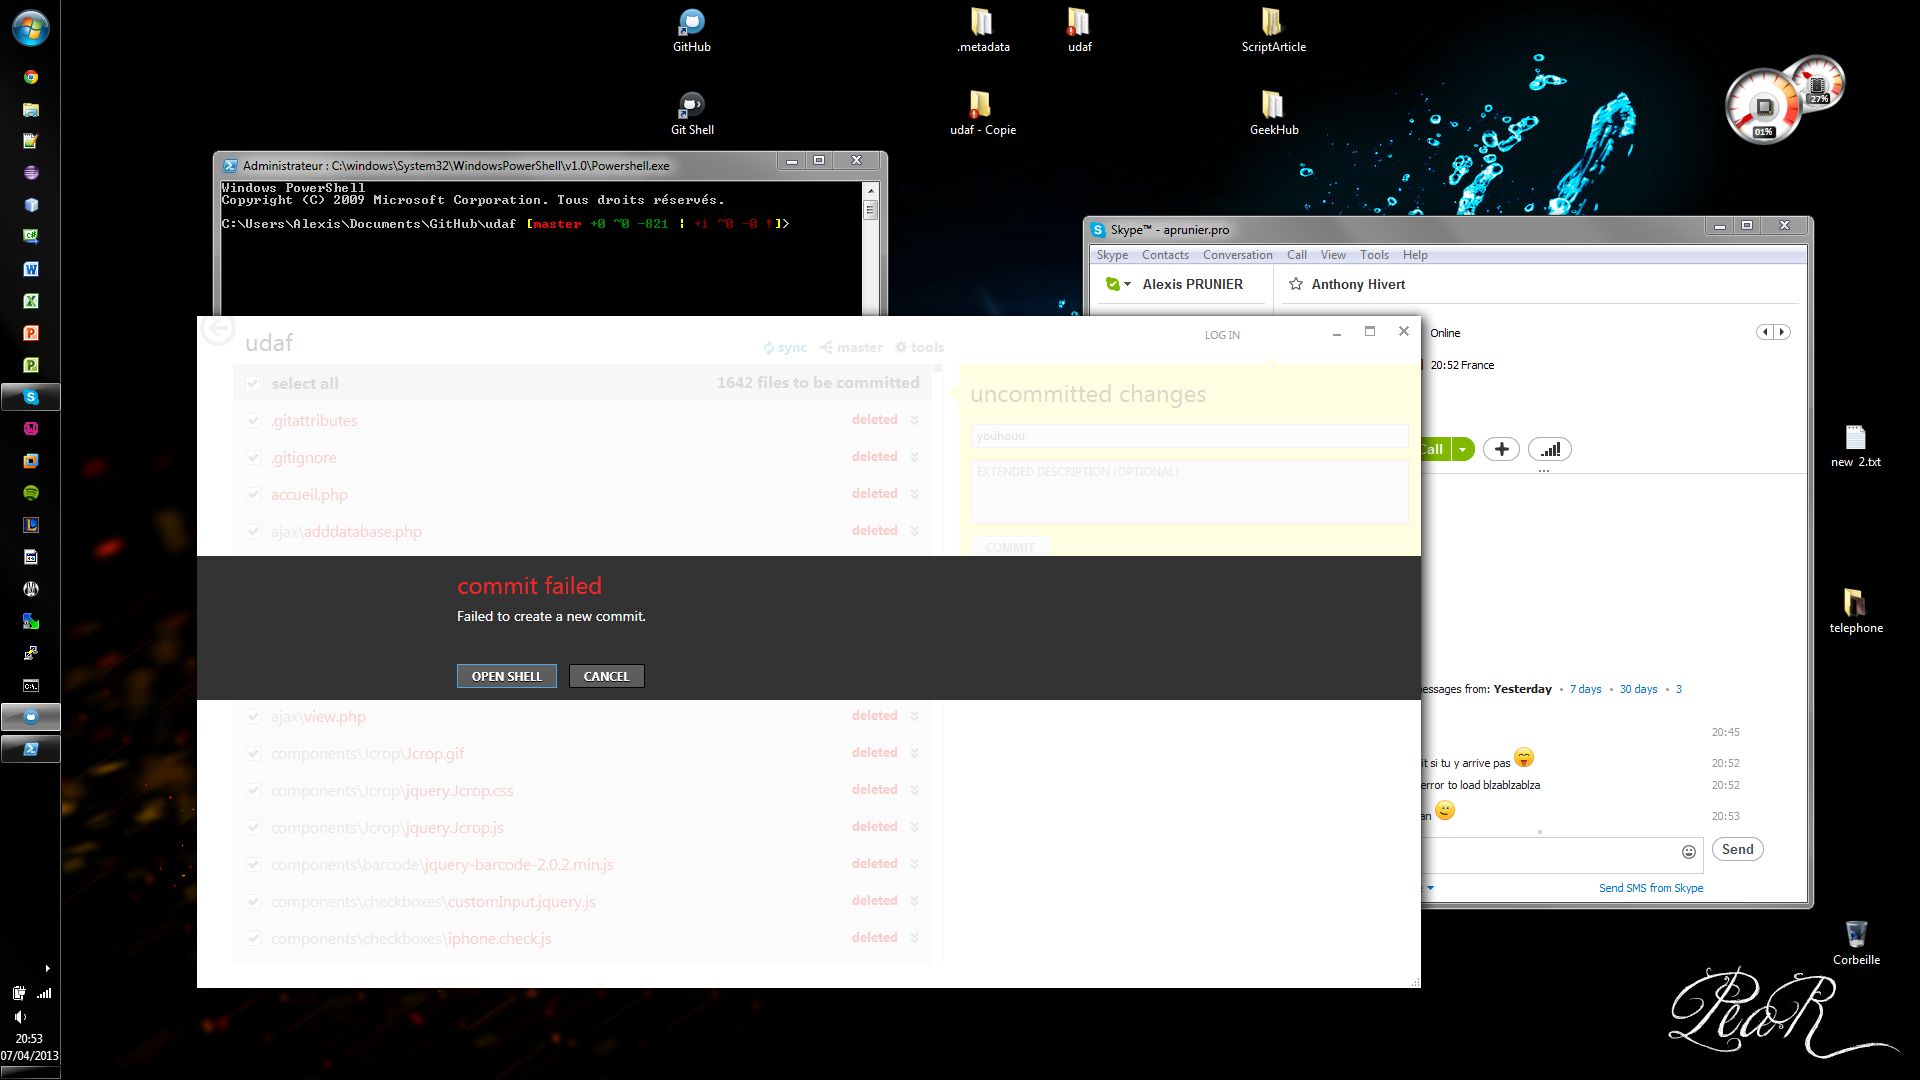 GitHub
.metadata
udaf
ScriptArticle
Git Shell
udaf - Copie
GeekHub
01%
27%
Administrateur : C:\windows\System32\WindowsPowerShell\v1.0\Powershell.exe
Windows PowerShell
Copyright (C) 2009 Microsoft Corporation. Tous droits réservés.
C:\Users\Alexis\Documents\GitHub\udaf [master +0 ~0 -821 | +1 ~0 -0 !]>
Skype™ - aprunier.pro
Skype Contacts Conversation Call View Tools Help
Alexis PRUNIER
Anthony Hivert
Online
20:52 France
Call
essages from: Yesterday • 7 days • 30 days • 3
20:45
it si tu y arrive pas
20:52
error to load blzablzablza
20:52
an
20:53
Send
Send SMS from Skype
udaf
sync
master
tools
LOG IN
select all
1642 files to be committed
.gitattributes deleted
.gitignore deleted
accueil.php deleted
ajax\adddatabase.php deleted
uncommitted changes
youhouu
EXTENDED DESCRIPTION (OPTIONAL)
COMMIT
commit failed
Failed to create a new commit.
OPEN SHELL
CANCEL
ajax\view.php deleted
components\Jcrop\Jcrop.gif deleted
components\Jcrop\jquery.Jcrop.css deleted
components\Jcrop\jquery.Jcrop.js deleted
components\barcode\jquery-barcode-2.0.2.min.js deleted
components\checkboxes\customInput.jquery.js deleted
components\checkboxes\iphone.check.js deleted
new 2.txt
telephone
Corbeille
20:53
07/04/2013